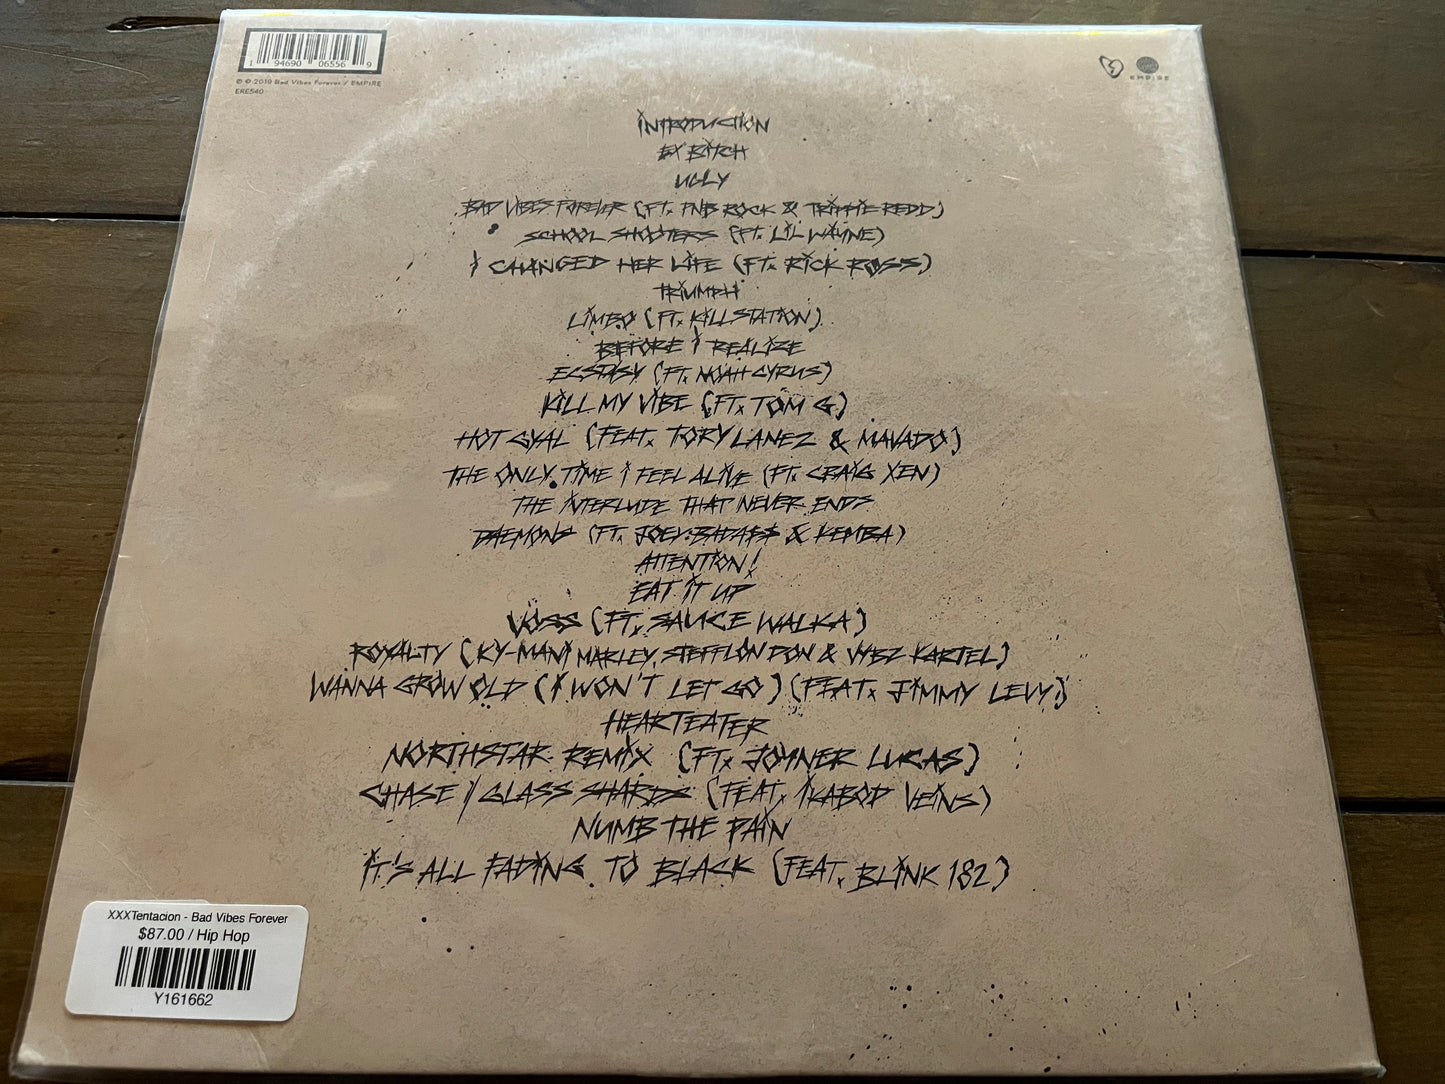 1 94690 06556 9
℗ © 2019 Bad Vibes Forever / EMPIRE
ERE540
EMPIRE
INTRODUCTION
EX BITCH
UGLY
BAD VIBES FOREVER (FT. PNB ROCK & TRIPPIE REDD)
SCHOOL SHOOTERS (FT. LIL WAYNE)
I CHANGED HER LIFE (FT. RICK ROSS)
TRIUMPH
LIMBO (FT. KILLSTATION)
BEFORE I REALIZE
ECSTASY (FT. NOAH CYRUS)
KILL MY VIBE (FT. TOM G)
HOT GYAL (FEAT. TORY LANEZ & MAVADO)
THE ONLY TIME I FEEL ALIVE (FT. CRAIG XEN)
THE INTERLUDE THAT NEVER ENDS
DAEMONS (FT. JOEY BADA$$ & KEMBA)
ATTENTION!
EAT IT UP
VOSS (FT. SAUCE WALKA)
ROYALTY (KY-MANI MARLEY, STEFFLON DON & VYBZ KARTEL)
WANNA GROW OLD (I WON'T LET GO) (FEAT. JIMMY LEVY)
HEARTEATER
NORTHSTAR REMIX (FT. JOYNER LUCAS)
CHASE / GLASS SHARDS (FEAT. IKABOD VEINS)
NUMB THE PAIN
IT'S ALL FADING TO BLACK (FEAT. BLINK 182)
XXXTentacion - Bad Vibes Forever
$87.00 / Hip Hop
Y161662